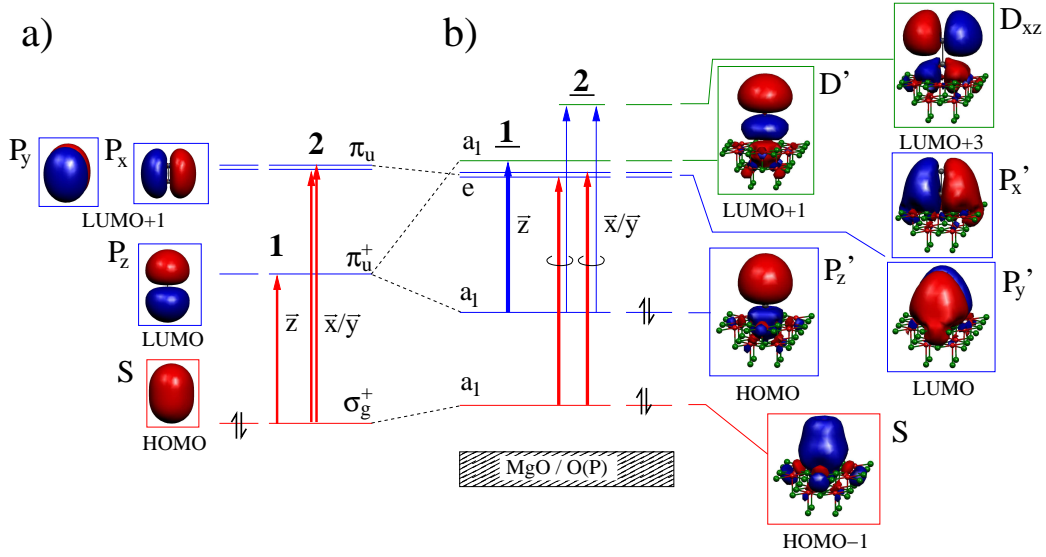 a)
P_y
P_x
LUMO+1
2
π_u
P_z
LUMO
1
π_u^+
z⃗
x⃗/y⃗
S
HOMO
σ_g^+
b)
D_xz
LUMO+3
2
D'
LUMO+1
1
a_1
e
z⃗
x⃗/y⃗
P_x'
P_z'
HOMO
P_y'
LUMO
a_1
a_1
S
HOMO−1
MgO / O(P)